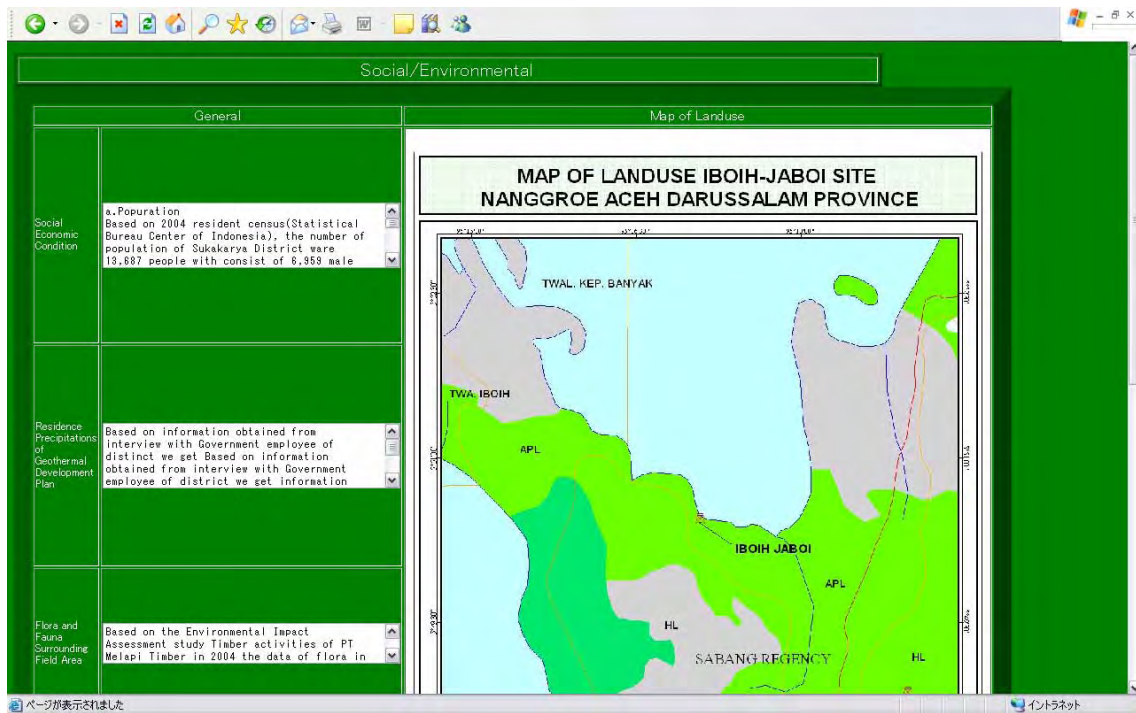 Social/Environmental
General
Map of Landuse
Social
Economic
Condition
a.Popuration
Based on 2004 resident census(Statistical
Bureau Center of Indonesia), the number of
population of Sukakarya District ware
13,687 people with consist of 6,959 male
Residence
Precipitations
of
Geothermal
Development
Plan
Based on information obtained from
interview with Government employee of
distinct we get Based on information
obtained from interview with Government
employee of district we get information
Flora and
Fauna
Surrounding
Field Area
Based on the Environmental Impact
Assessment study Timber activities of PT
Melapi Timber in 2004 the data of flora in
MAP OF LANDUSE IBOIH-JABOI SITE
NANGGROE ACEH DARUSSALAM PROVINCE
TWAL. KEP. BANYAK
TWA. IBOIH
APL
IBOIH JABOI
APL
HL
SABANG REGENCY
HL
ページが表示されました
イントラネット